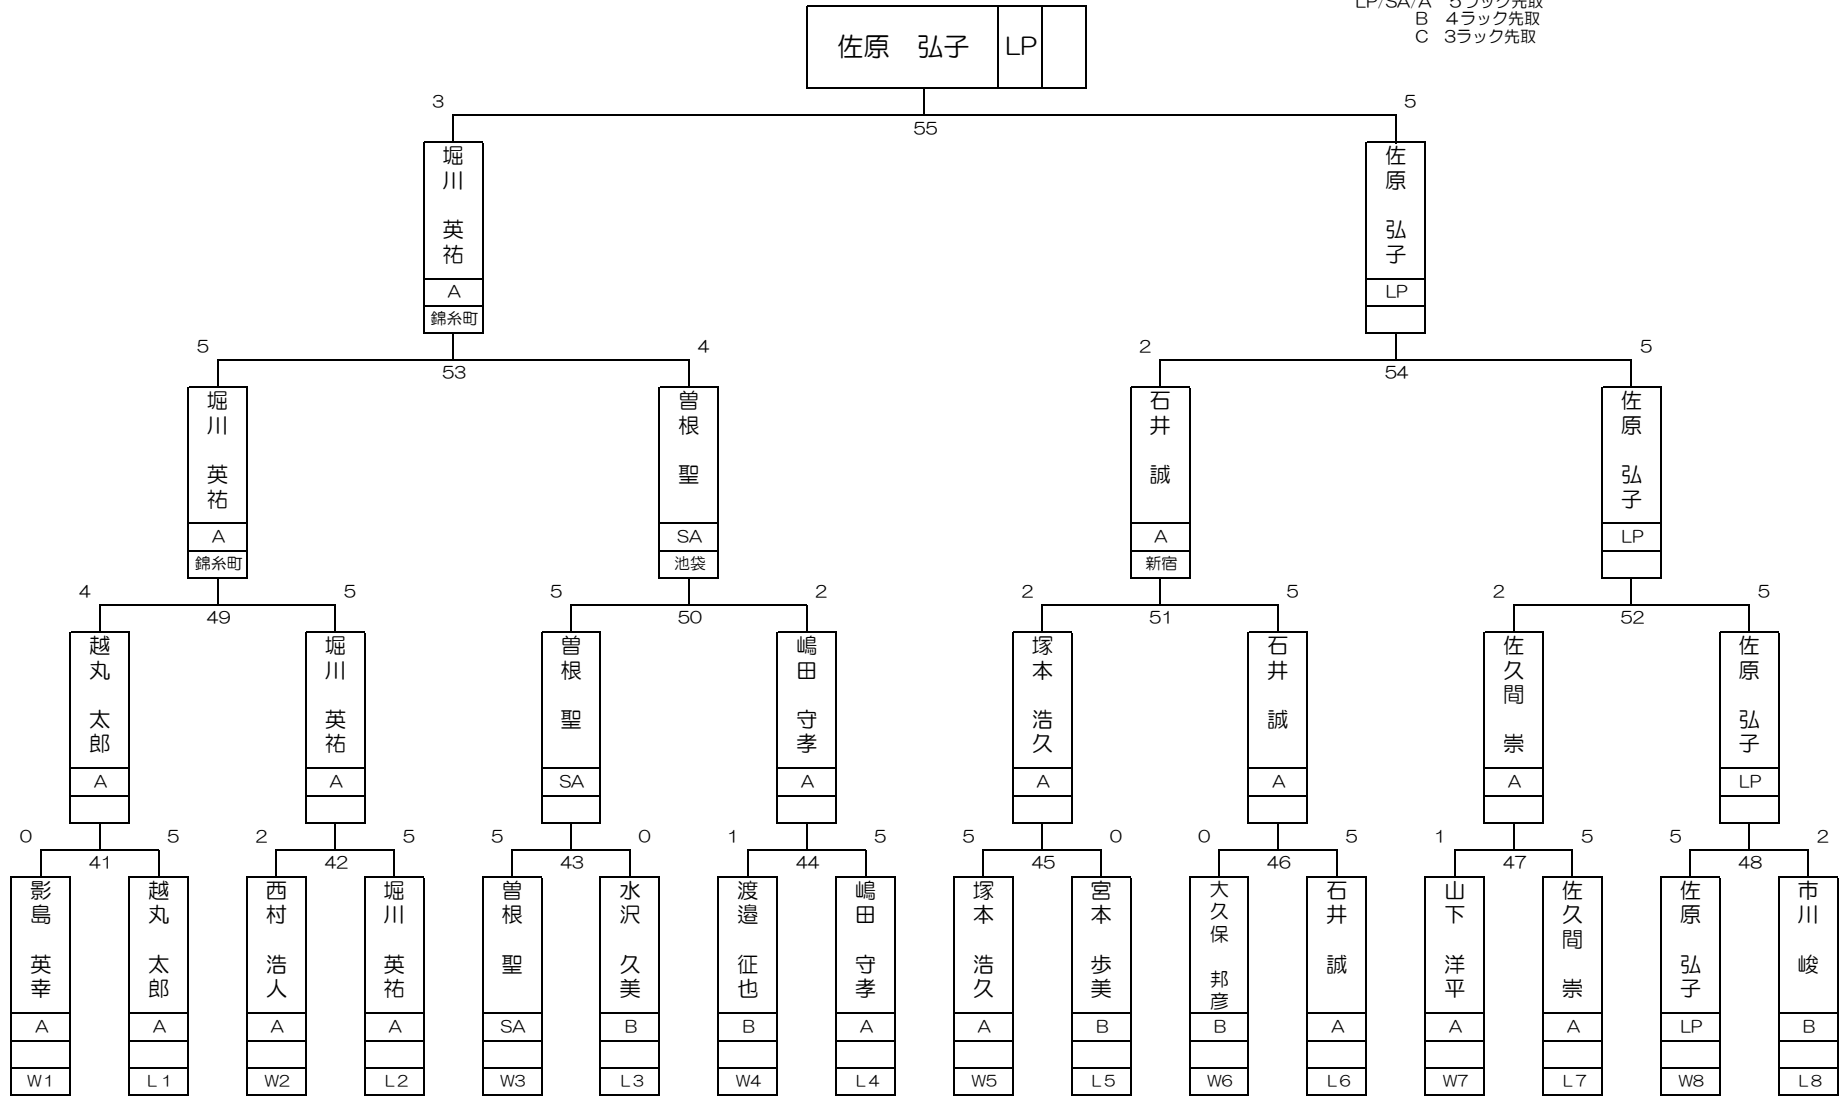 LP/SA/A 5ラック先取
B 4ラック先取
C 3ラック先取
佐原 弘子 LP
3 5
55
堀川 英祐 佐原 弘子
A LP
錦糸町
5 4 2 5
53 54
堀川 英祐 曽根 聖 石井 誠 佐原 弘子
A SA A LP
錦糸町 池袋 新宿
4 5 5 2 2 5 2 5
49 50 51 52
越丸 太郎 堀川 英祐 曽根 聖 嶋田 守孝 塚本 浩久 石井 誠 佐久間 崇 佐原 弘子
A A SA A A A A LP
0 5 2 5 5 0 1 5 5 0 0 5 1 5 5 2
41 42 43 44 45 46 47 48
影島 英幸 越丸 太郎 西村 浩人 堀川 英祐 曽根 聖 水沢 久美 渡邉 征也 嶋田 守孝 塚本 浩久 宮本 歩美 大久保 邦彦 石井 誠 山下 洋平 佐久間 崇 佐原 弘子 市川 峻
A A A A SA B B A A B B A A A LP B
W1 L1 W2 L2 W3 L3 W4 L4 W5 L5 W6 L6 W7 L7 W8 L8